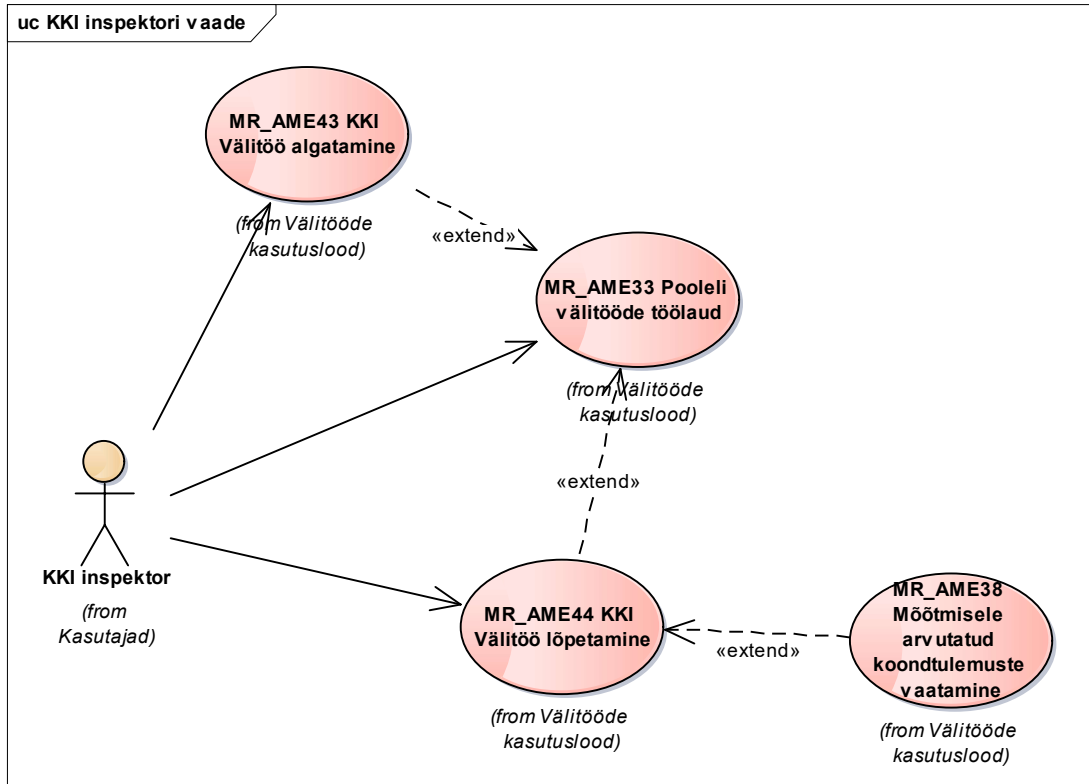 uc KKI inspektori vaade
MR_AME43 KKI
Välitöö algatamine
(from Välitööde
kasutuslood)
«extend»
MR_AME33 Pooleli
välitööde töölaud
(from Välitööde
kasutuslood)
«extend»
KKI inspektor
(from
Kasutajad)
MR_AME44 KKI
Välitöö lõpetamine
(from Välitööde
kasutuslood)
«extend»
MR_AME38
Mõõtmisele
arvutatud
koondtulemuste
vaatamine
(from Välitööde
kasutuslood)